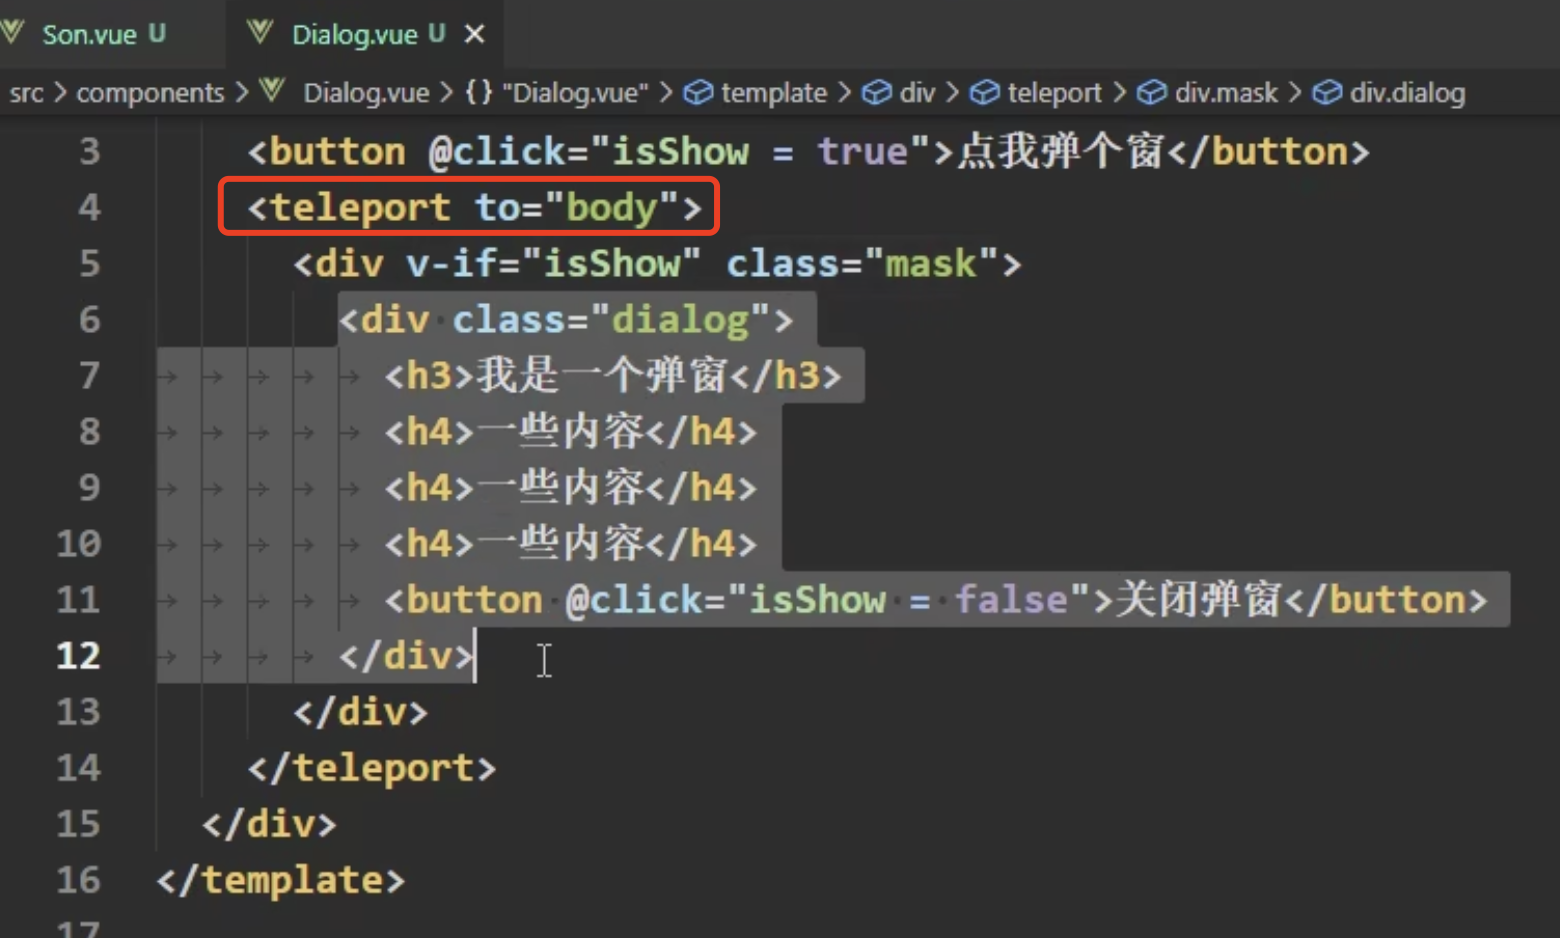 Son.vue U Dialog.vue U ×
src > components > Dialog.vue > {} "Dialog.vue" > template > div > teleport > div.mask > div.dialog
3 <button @click="isShow = true">点我弹个窗</button>
4 <teleport to="body">
5 <div v-if="isShow" class="mask">
6 <div class="dialog">
7 <h3>我是一个弹窗</h3>
8 <h4>一些内容</h4>
9 <h4>一些内容</h4>
10 <h4>一些内容</h4>
11 <button @click="isShow = false">关闭弹窗</button>
12 </div>
13 </div>
14 </teleport>
15 </div>
16 </template>
17